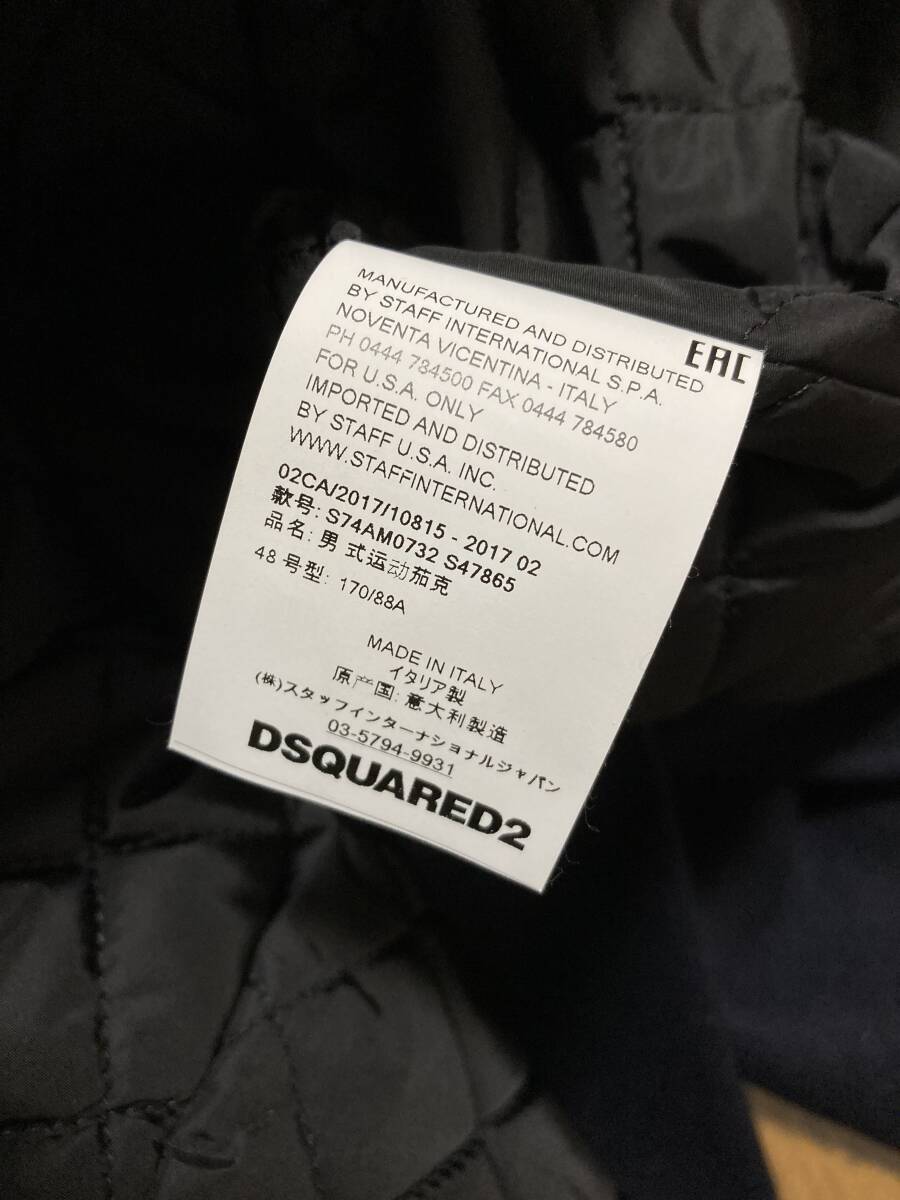 MANUFACTURED AND DISTRIBUTED
BY STAFF INTERNATIONAL S.P.A.
NOVENTA VICENTINA - ITALY
PH 0444 784500 FAX 0444 784580
FOR U.S.A. ONLY
IMPORTED AND DISTRIBUTED
BY STAFF U.S.A. INC.
WWW.STAFFINTERNATIONAL.COM
EAC
02CA/2017/10815 - 2017 02
款号: S74AM0732 S47865
品名: 男 式运动茄克
48 号型: 170/88A
MADE IN ITALY
イタリア製
原产国: 意大利製造
(株)スタッフインターナショナルジャパン
03-5794-9931
DSQUARED2